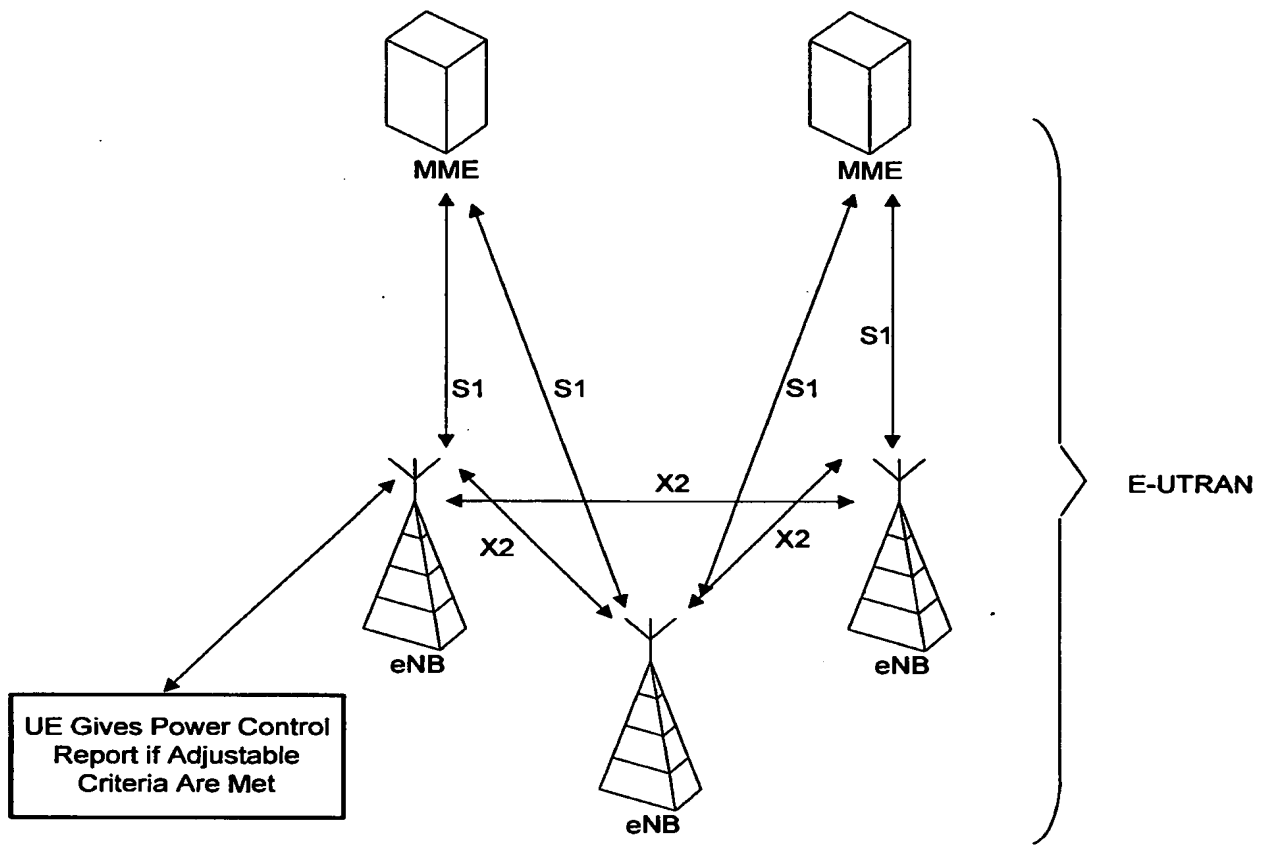 MME
MME
S1
S1
S1
S1
X2
E-UTRAN
X2
X2
eNB
eNB
UE Gives Power Control
Report if Adjustable
Criteria Are Met
eNB